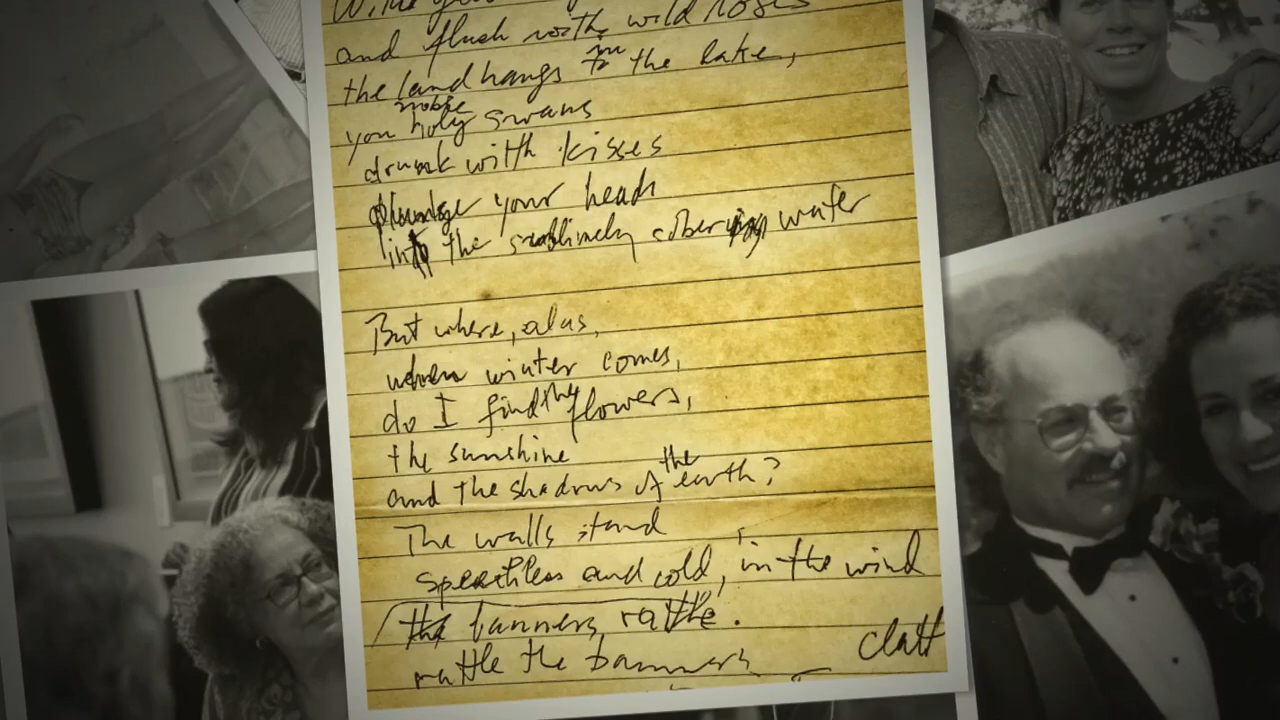 and flush with wild roses
the land hangs in the lake,
noble
you holy swans
drunk with kisses
plunge your heads
into the sublimely sobering water
But where, alas,
when winter comes,
do I find the flowers,
the sunshine
and the shadows of the earth?
The walls stand
speechless and cold, in the wind
the banners rattle.
rattle the banners